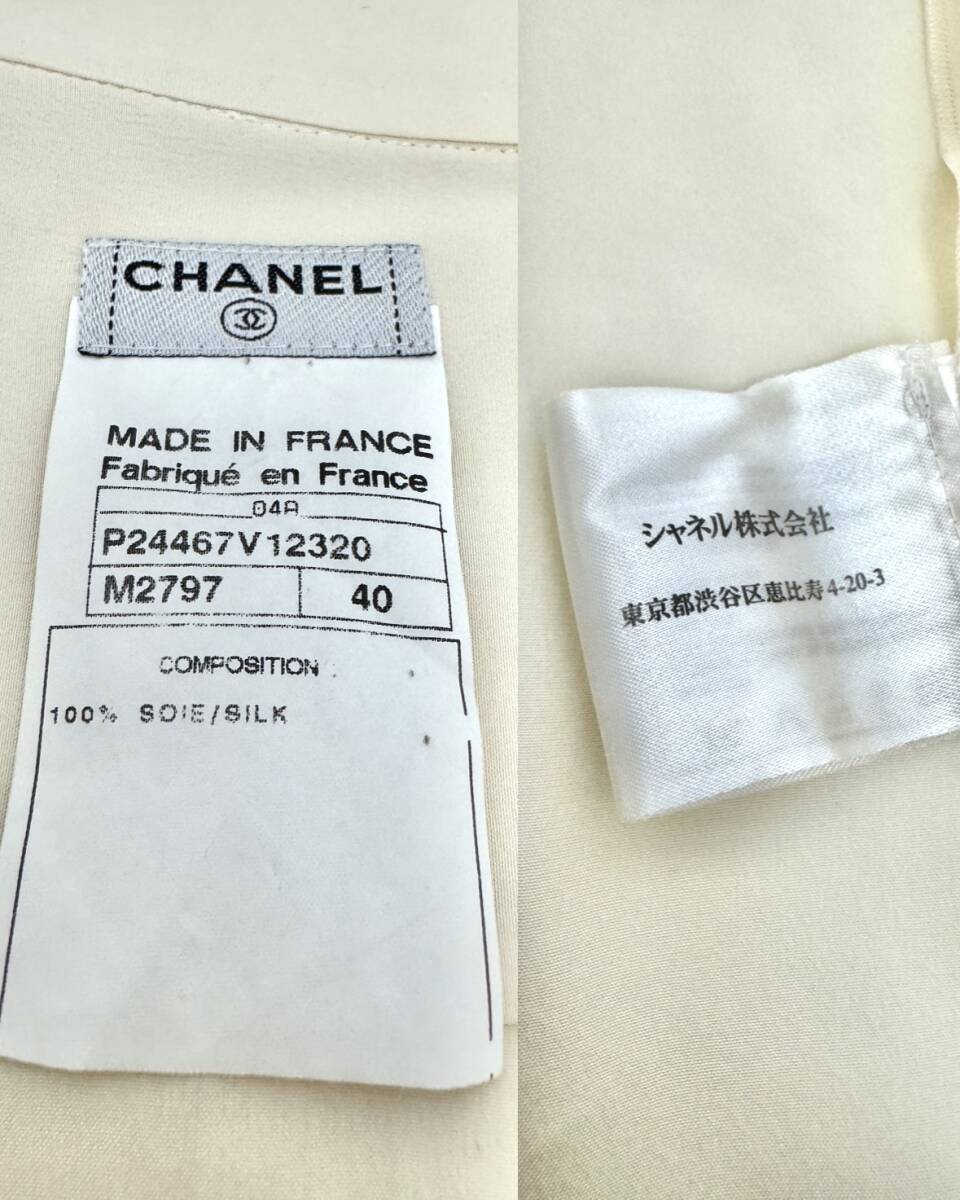 CHANEL
MADE IN FRANCE
Fabriqué en France
04A
P24467V12320
M2797 40
COMPOSITION
100% SOIE/SILK
シャネル株式会社
東京都渋谷区恵比寿4-20-3